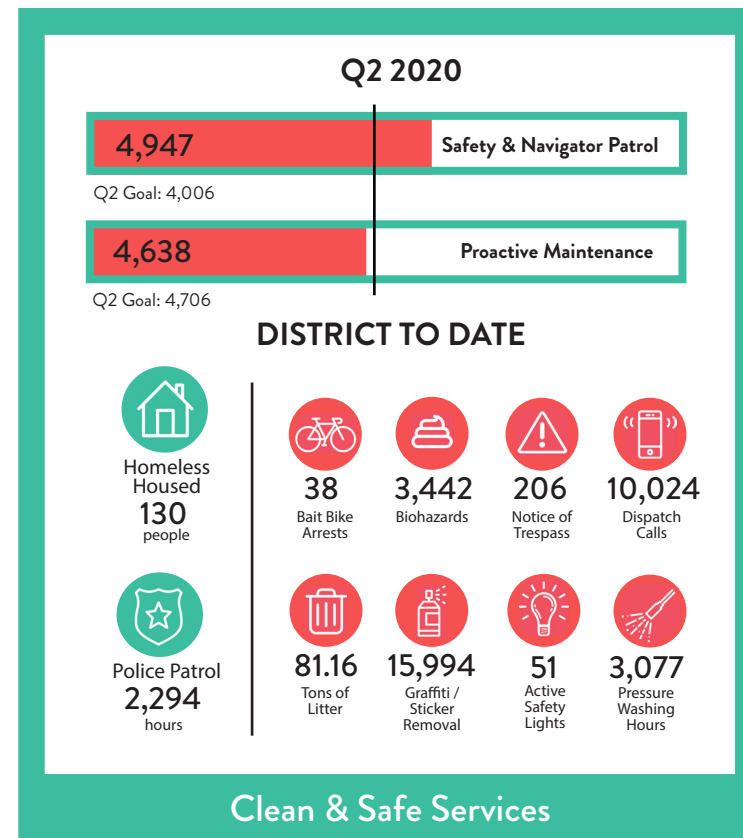 Q2 2020
4,947
Safety & Navigator Patrol
Q2 Goal: 4,006
4,638
Proactive Maintenance
Q2 Goal: 4,706
DISTRICT TO DATE
Homeless
Housed
130
people
Police Patrol
2,294
hours
38
Bait Bike
Arrests
3,442
Biohazards
206
Notice of
Trespass
10,024
Dispatch
Calls
81.16
Tons of
Litter
15,994
Graffiti /
Sticker
Removal
51
Active
Safety
Lights
3,077
Pressure
Washing
Hours
Clean & Safe Services